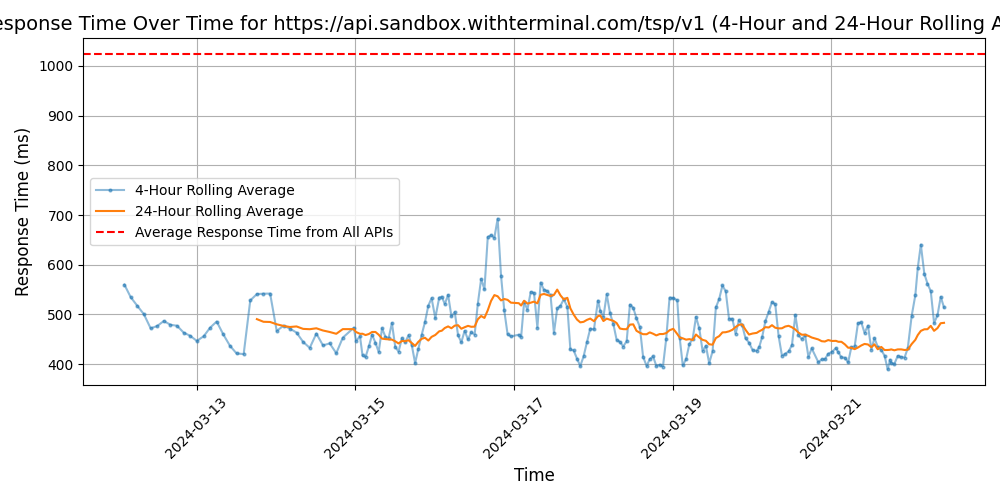 esponse Time Over Time for https://api.sandbox.withterminal.com/tsp/v1 (4-Hour and 24-Hour Rolling A
Response Time (ms)
1000
900
800
700
600
500
400
4-Hour Rolling Average
24-Hour Rolling Average
Average Response Time from All APIs
2024-03-13
2024-03-15
2024-03-17
2024-03-19
2024-03-21
Time